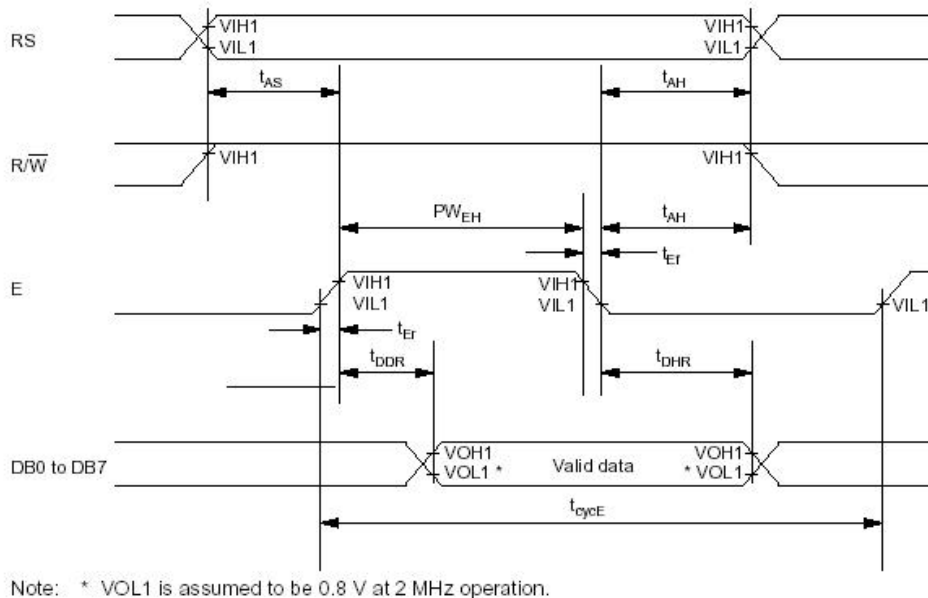 RS
VIH1
VIL1
VIH1
VIL1
tAS
tAH
R/W̅
VIH1
VIH1
PWEH
tAH
tEf
E
VIH1
VIL1
VIH1
VIL1
VIL1
tEr
tDDR
tDHR
DB0 to DB7
VOH1
VOL1 *
Valid data
VOH1
* VOL1
tcycE
Note: * VOL1 is assumed to be 0.8 V at 2 MHz operation.